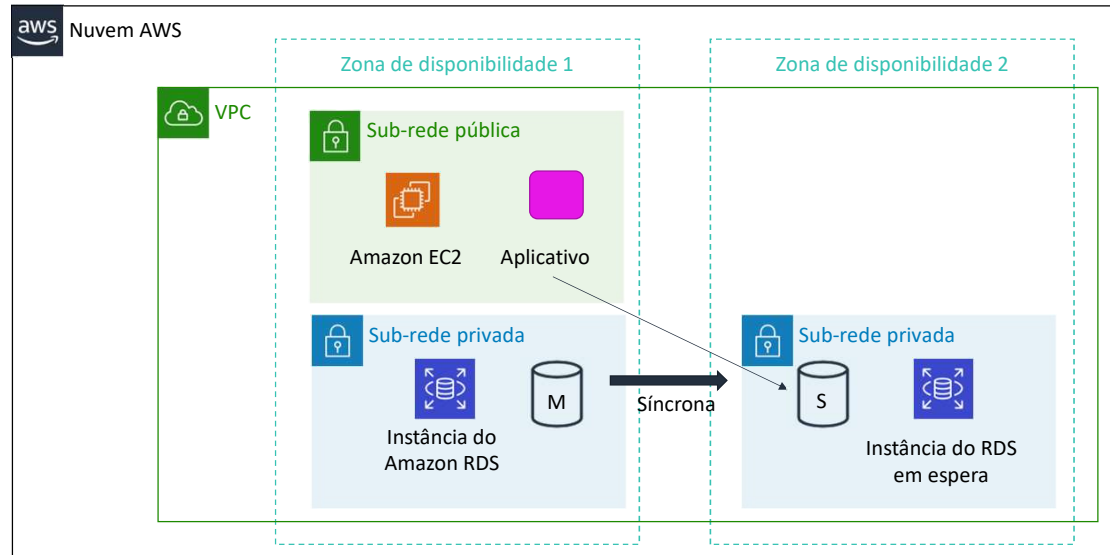 aws
Nuvem AWS
Zona de disponibilidade 1
Zona de disponibilidade 2
VPC
Sub-rede pública
Amazon EC2
Aplicativo
Sub-rede privada
Sub-rede privada
M
Síncrona
S
Instância do
Amazon RDS
Instância do RDS
em espera